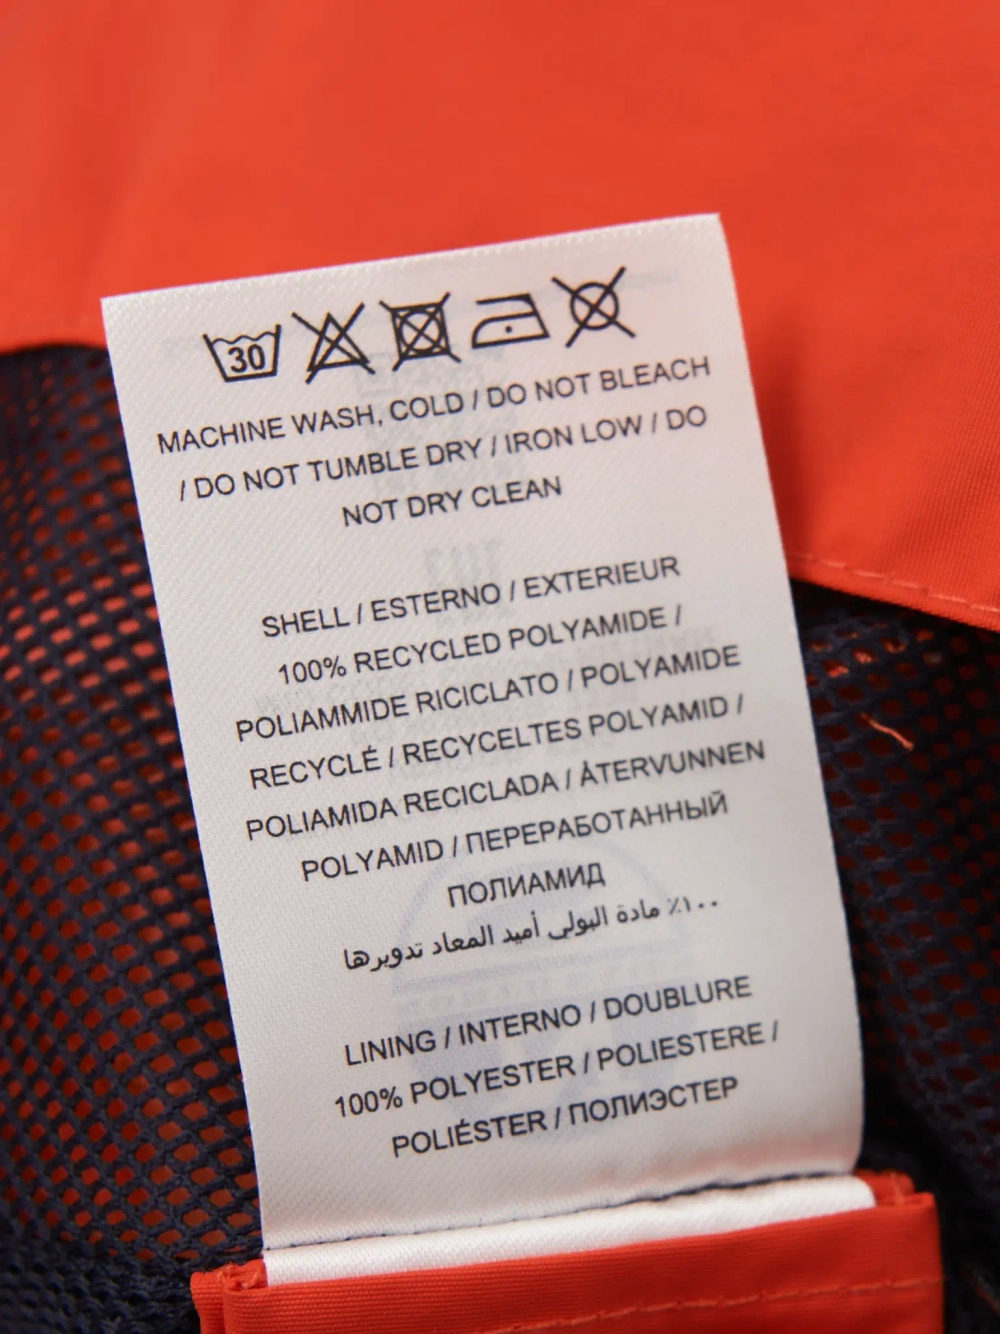 30
MACHINE WASH, COLD / DO NOT BLEACH
/ DO NOT TUMBLE DRY / IRON LOW / DO
NOT DRY CLEAN
SHELL / ESTERNO / EXTERIEUR
100% RECYCLED POLYAMIDE /
POLIAMMIDE RICICLATO / POLYAMIDE
RECYCLÉ / RECYCELTES POLYAMID /
POLIAMIDA RECICLADA / ÅTERVUNNEN
POLYAMID / ПЕРЕРАБОТАННЫЙ
ПОЛИАМИД
١٠٠٪ مادة البولى أميد المعاد تدويرها
LINING / INTERNO / DOUBLURE
100% POLYESTER / POLIESTERE /
POLIÉSTER / ПОЛИЭСТЕР